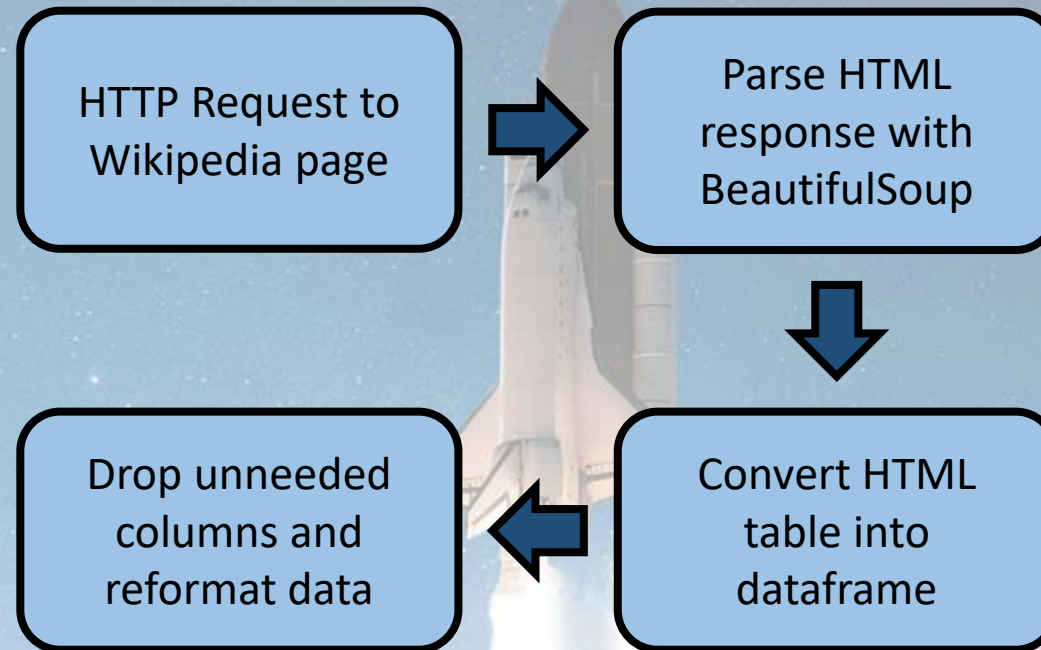 HTTP Request to
Wikipedia page
Parse HTML
response with
BeautifulSoup
Convert HTML
table into
dataframe
Drop unneeded
columns and
reformat data